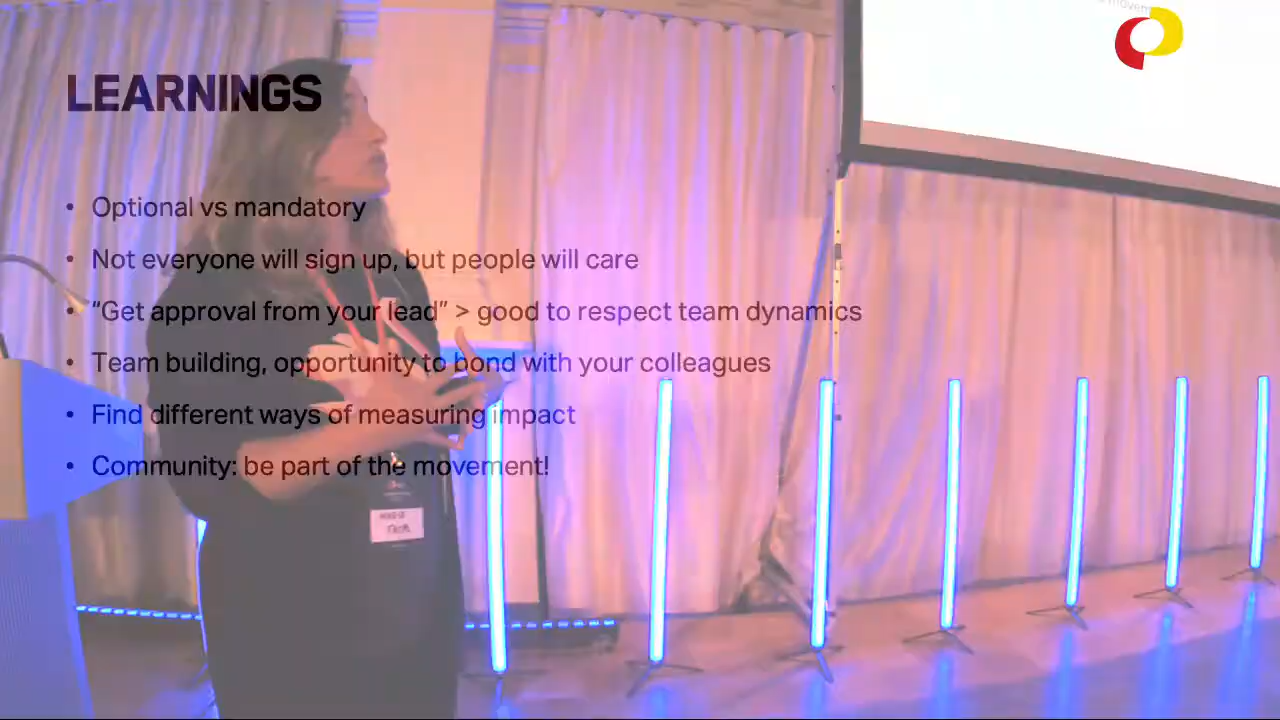 LEARNINGS
• Optional vs mandatory
• Not everyone will sign up, but people will care
• “Get approval from your lead” > good to respect team dynamics
• Team building, opportunity to bond with your colleagues
• Find different ways of measuring impact
• Community: be part of the movement!